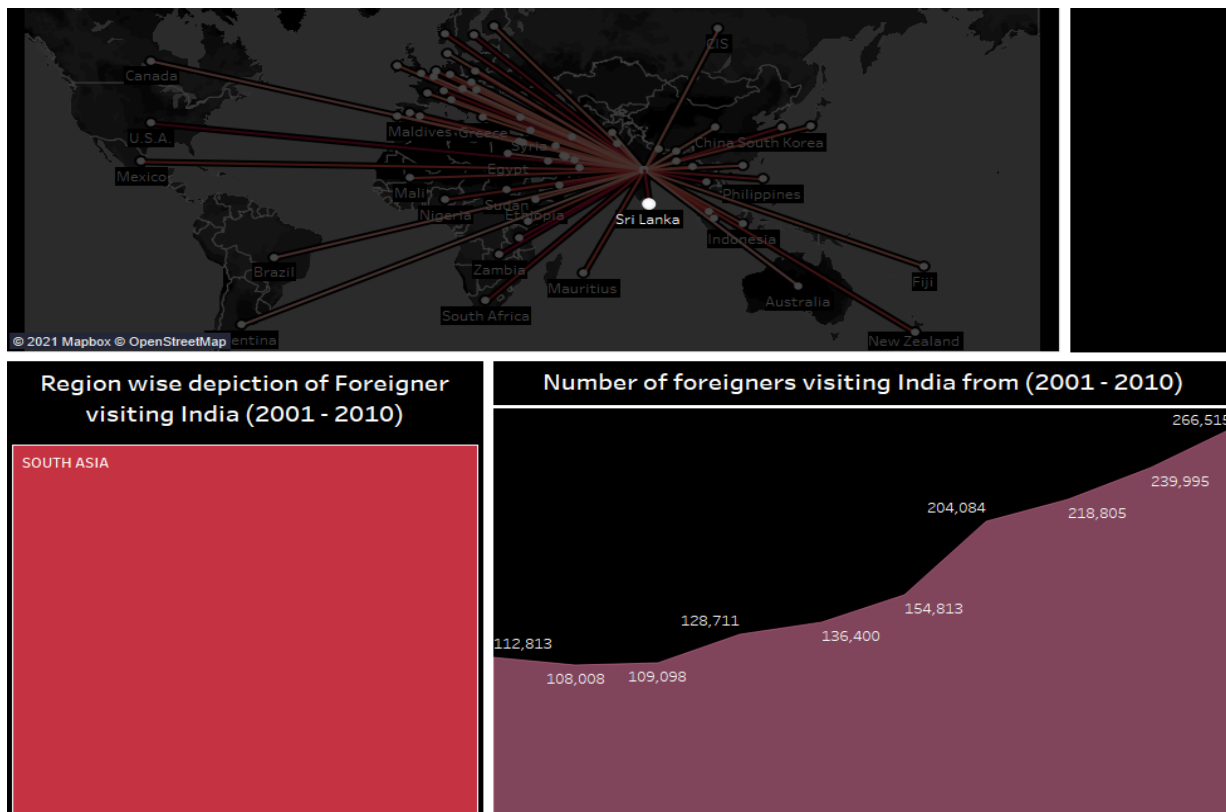 CIS
Canada
Maldives
Greece
U.S.A.
Syria
China
South Korea
Mexico
Egypt
Mali
Philippines
Sudan
Nigeria
Ethiopia
Sri Lanka
Indonesia
Brazil
Zambia
Mauritius
Fiji
Australia
South Africa
entina
New Zealand
© 2021 Mapbox © OpenStreetMap
Region wise depiction of Foreigner
visiting India (2001 - 2010)
SOUTH ASIA
Number of foreigners visiting India from (2001 - 2010)
266,515
239,995
204,084
218,805
154,813
128,711
136,400
112,813
108,008
109,098